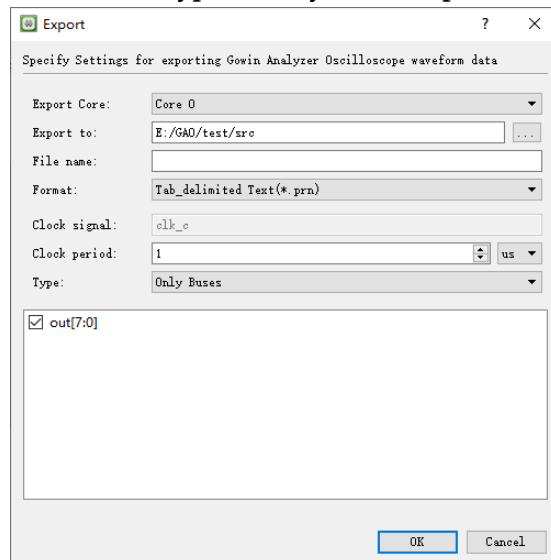 Export ? ×
Specify Settings for exporting Gowin Analyzer Oscilloscope waveform data
Export Core: Core 0
Export to: E:/GAO/test/src ...
File name:
Format: Tab_delimited Text(*.prn)
Clock signal: clk_c
Clock period: 1 us
Type: Only Buses
out[7:0]
OK Cancel